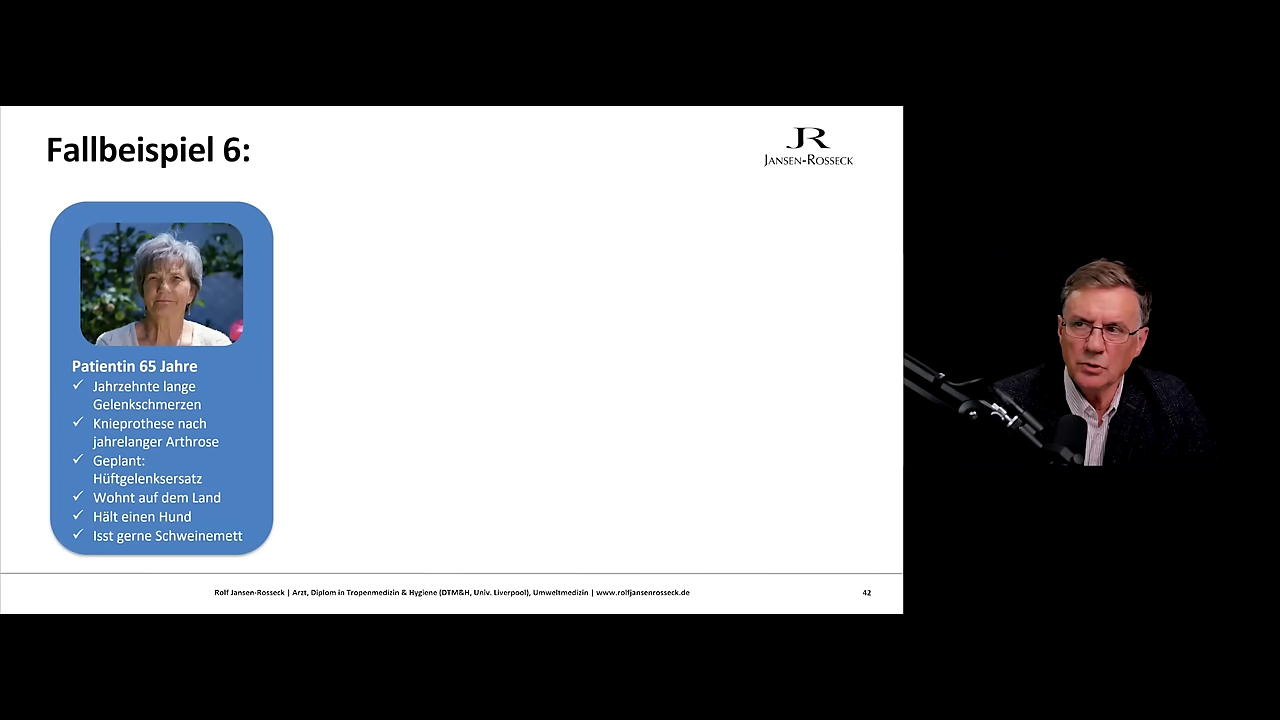 Fallbeispiel 6:
JR
JANSEN-ROSSECK
Patientin 65 Jahre
✓ Jahrzehnte lange
Gelenkschmerzen
✓ Knieprothese nach
jahrelanger Arthrose
✓ Geplant:
Hüftgelenksersatz
✓ Wohnt auf dem Land
✓ Hält einen Hund
✓ Isst gerne Schweinemett
Rolf Jansen-Rosseck | Arzt, Diplom in Tropenmedizin & Hygiene (DTM&H, Univ. Liverpool), Umweltmedizin | www.rolfjansenrosseck.de
42